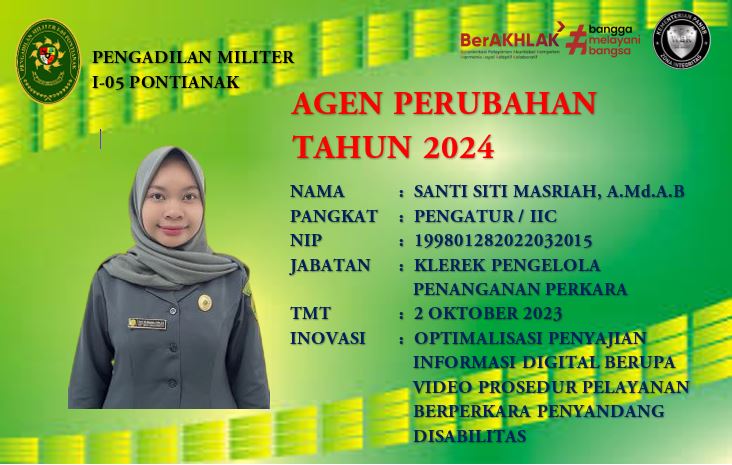 PENGADILAN MILITER
I-05 PONTIANAK
BerAKHLAK
#bangga melayani bangsa
AGEN PERUBAHAN
TAHUN 2024
NAMA : SANTI SITI MASRIAH, A.Md.A.B
PANGKAT : PENGATUR / IIC
NIP : 199801282022032015
JABATAN : KLEREK PENGELOLA
PENANGANAN PERKARA
TMT : 2 OKTOBER 2023
INOVASI : OPTIMALISASI PENYAJIAN
INFORMASI DIGITAL BERUPA
VIDEO PROSEDUR PELAYANAN
BERPERKARA PENYANDANG
DISABILITAS